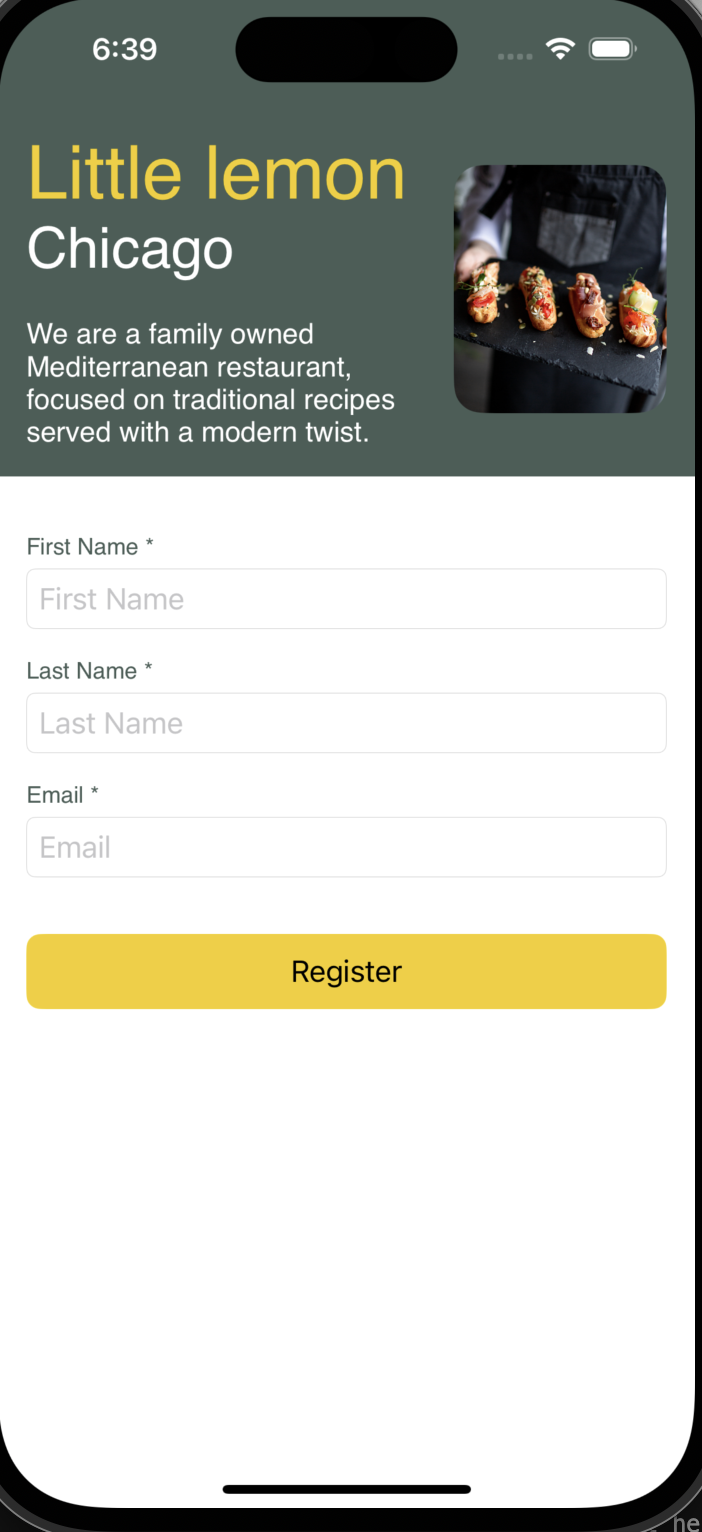 6:39
Little lemon
Chicago
We are a family owned
Mediterranean restaurant,
focused on traditional recipes
served with a modern twist.
First Name *
First Name
Last Name *
Last Name
Email *
Email
Register
he